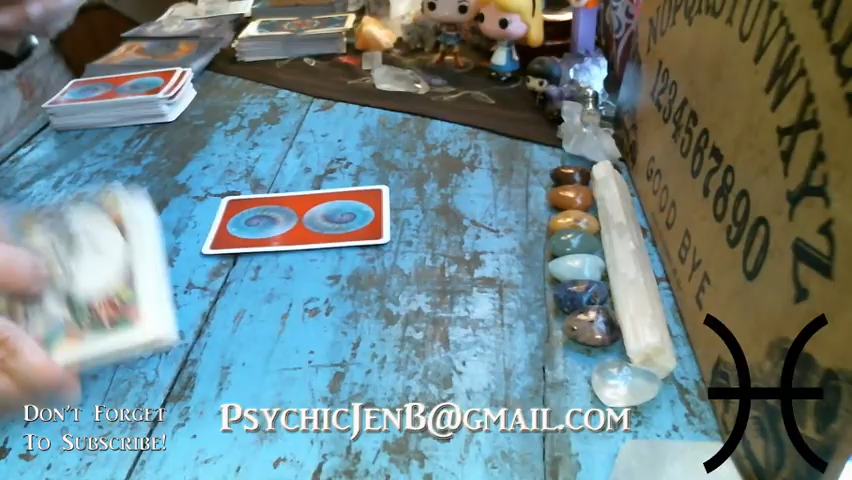 NOPQRSTUVWXYZ
1234567890
GOOD BYE
Don't Forget
To Subscribe!
PsychicJenB@gmail.com